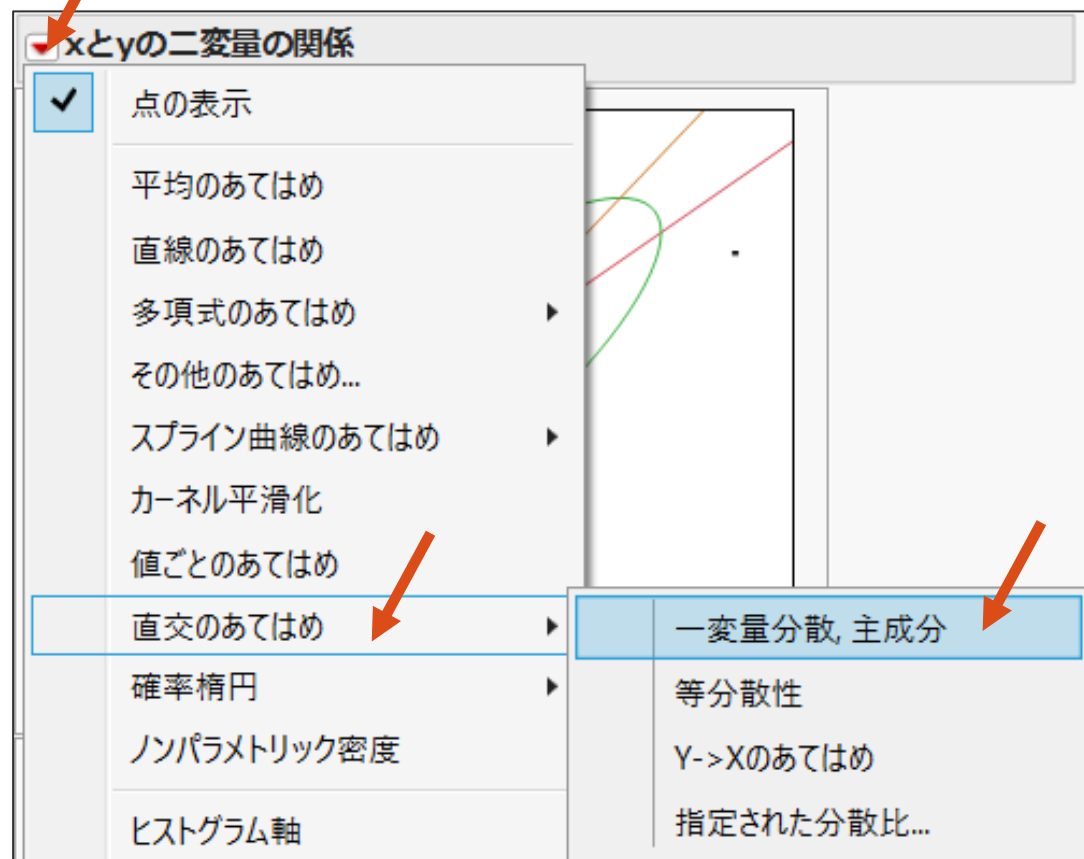 xとyの二変量の関係
点の表示
平均のあてはめ
直線のあてはめ
多項式のあてはめ
その他のあてはめ...
スプライン曲線のあてはめ
カーネル平滑化
値ごとのあてはめ
直交のあてはめ
一変量分散, 主成分
確率楕円
等分散性
ノンパラメトリック密度
Y->Xのあてはめ
ヒストグラム軸
指定された分散比...